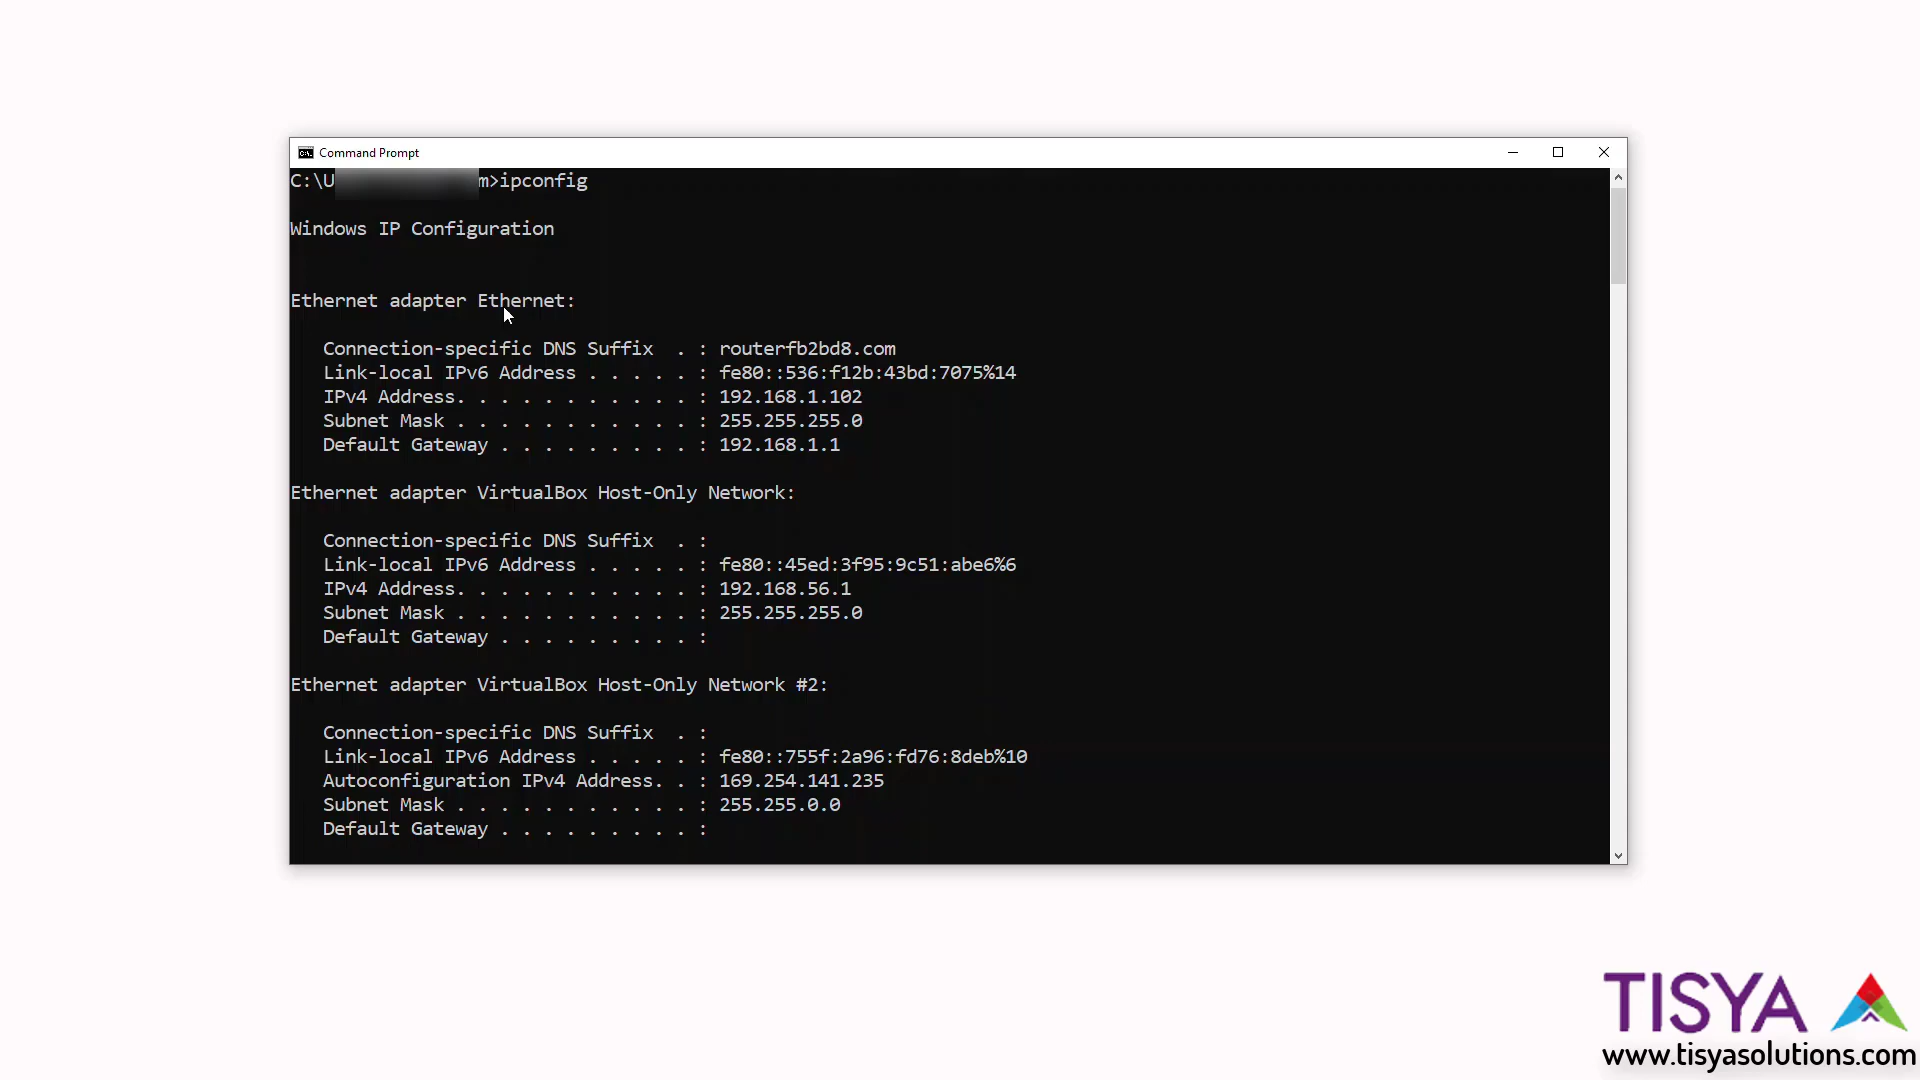 Command Prompt
C:\U m>ipconfig
Windows IP Configuration
Ethernet adapter Ethernet:
Connection-specific DNS Suffix . : routerfb2bd8.com
Link-local IPv6 Address . . . . . : fe80::536:f12b:43bd:7075%14
IPv4 Address. . . . . . . . . . . : 192.168.1.102
Subnet Mask . . . . . . . . . . . : 255.255.255.0
Default Gateway . . . . . . . . . : 192.168.1.1
Ethernet adapter VirtualBox Host-Only Network:
Connection-specific DNS Suffix . :
Link-local IPv6 Address . . . . . : fe80::45ed:3f95:9c51:abe6%6
IPv4 Address. . . . . . . . . . . : 192.168.56.1
Subnet Mask . . . . . . . . . . . : 255.255.255.0
Default Gateway . . . . . . . . . :
Ethernet adapter VirtualBox Host-Only Network #2:
Connection-specific DNS Suffix . :
Link-local IPv6 Address . . . . . : fe80::755f:2a96:fd76:8deb%10
Autoconfiguration IPv4 Address. . : 169.254.141.235
Subnet Mask . . . . . . . . . . . : 255.255.0.0
Default Gateway . . . . . . . . . :
TISYA
www.tisyasolutions.com